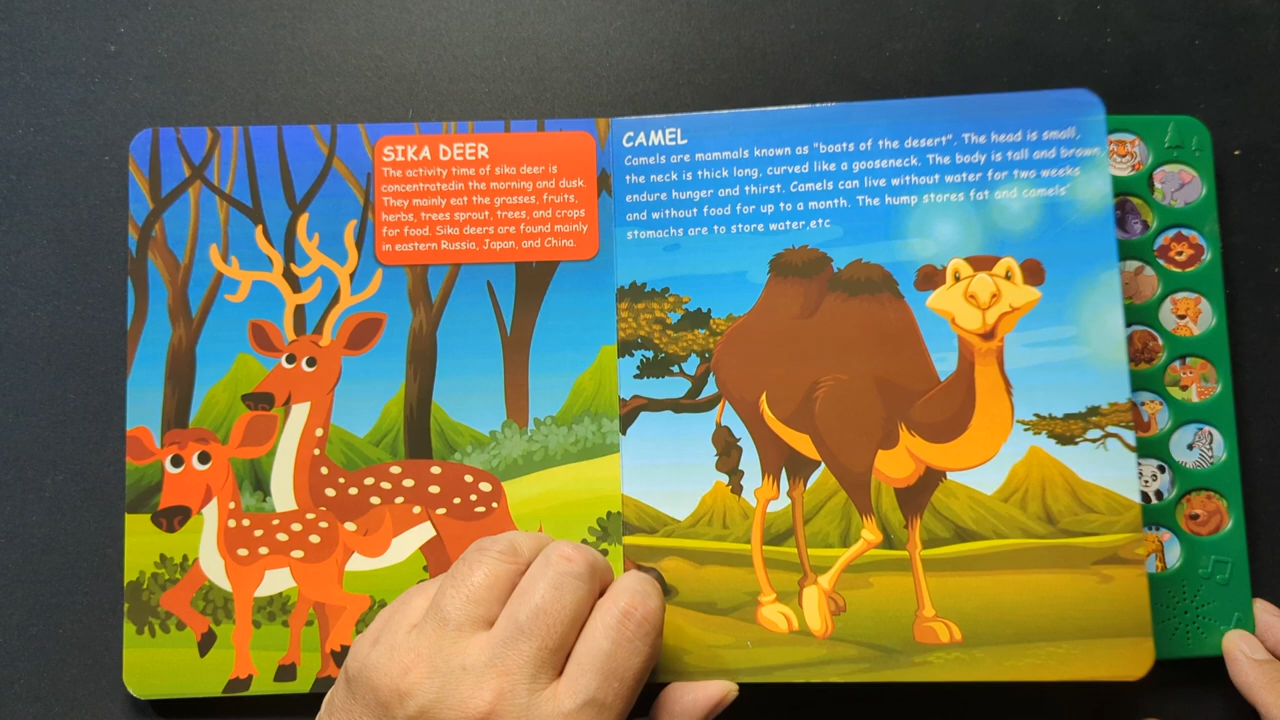 SIKA DEER
The activity time of sika deer is
concentratedin the morning and dusk.
They mainly eat the grasses, fruits,
herbs, trees sprout, trees, and crops
for food. Sika deers are found mainly
in eastern Russia, Japan, and China.
CAMEL
Camels are mammals known as "boats of the desert". The head is small,
the neck is thick long, curved like a gooseneck. The body is tall and brown,
endure hunger and thirst. Camels can live without water for two weeks
and without food for up to a month. The hump stores fat and camels'
stomachs are to store water,etc